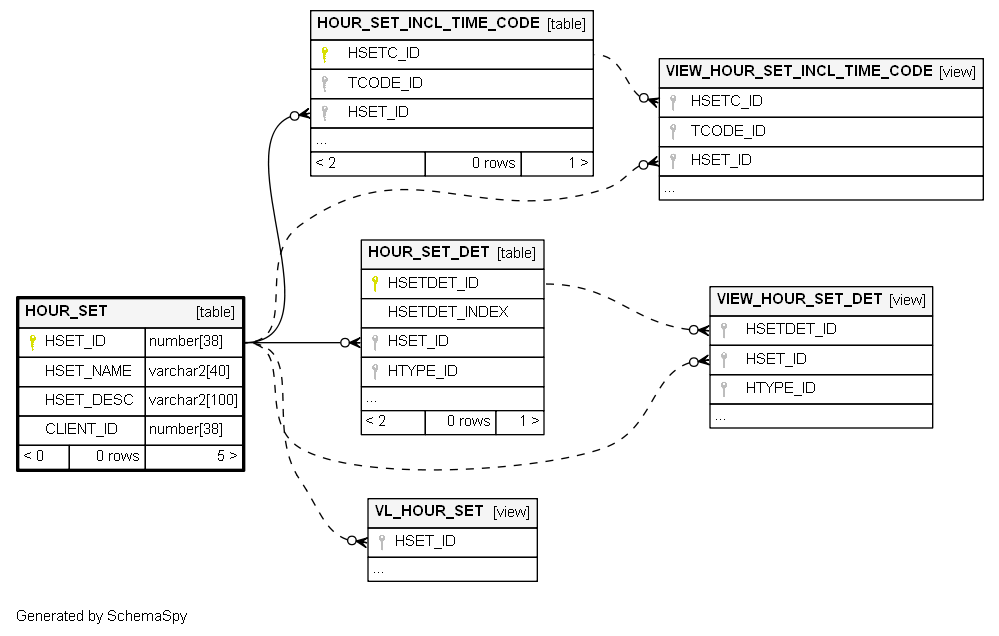 HOUR_SET_INCL_TIME_CODE [table]
HSETC_ID
TCODE_ID
HSET_ID
...
< 2 0 rows 1 >
VIEW_HOUR_SET_INCL_TIME_CODE [view]
HSETC_ID
TCODE_ID
HSET_ID
...
HOUR_SET_DET [table]
HSETDET_ID
HSETDET_INDEX
HSET_ID
HTYPE_ID
...
< 2 0 rows 1 >
VIEW_HOUR_SET_DET [view]
HSETDET_ID
HSET_ID
HTYPE_ID
...
HOUR_SET [table]
HSET_ID number[38]
HSET_NAME varchar2[40]
HSET_DESC varchar2[100]
CLIENT_ID number[38]
< 0 0 rows 5 >
VL_HOUR_SET [view]
HSET_ID
...
Generated by SchemaSpy